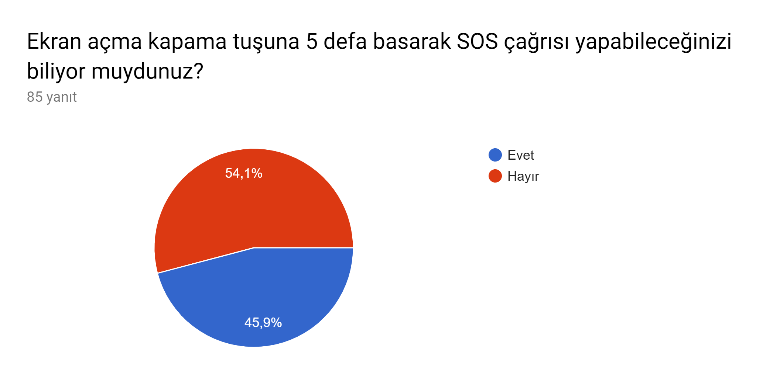 Ekran açma kapama tuşuna 5 defa basarak SOS çağrısı yapabileceğinizi
biliyor muydunuz?
85 yanıt
Evet
Hayır
54,1%
45,9%